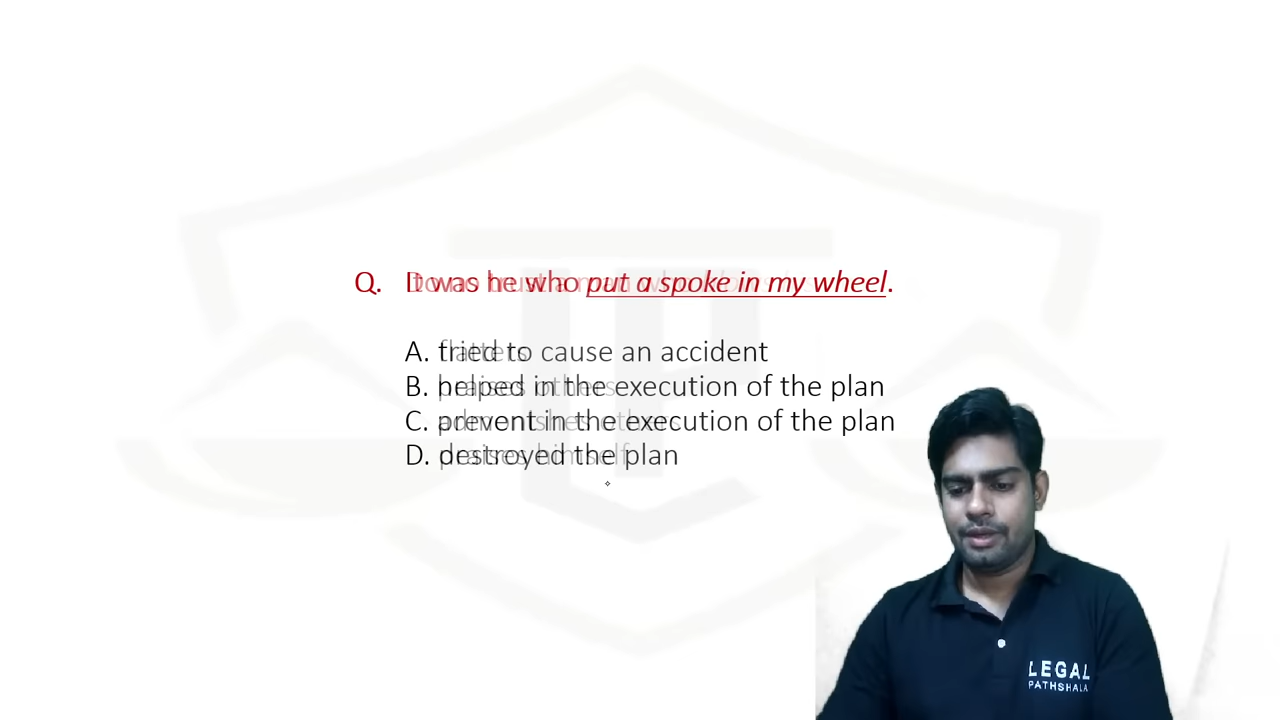 Q. It was he who put a spoke in my wheel.
A. tried to cause an accident
B. helped in the execution of the plan
C. prevent in the execution of the plan
D. destroyed the plan
LEGAL
PATHSHALA